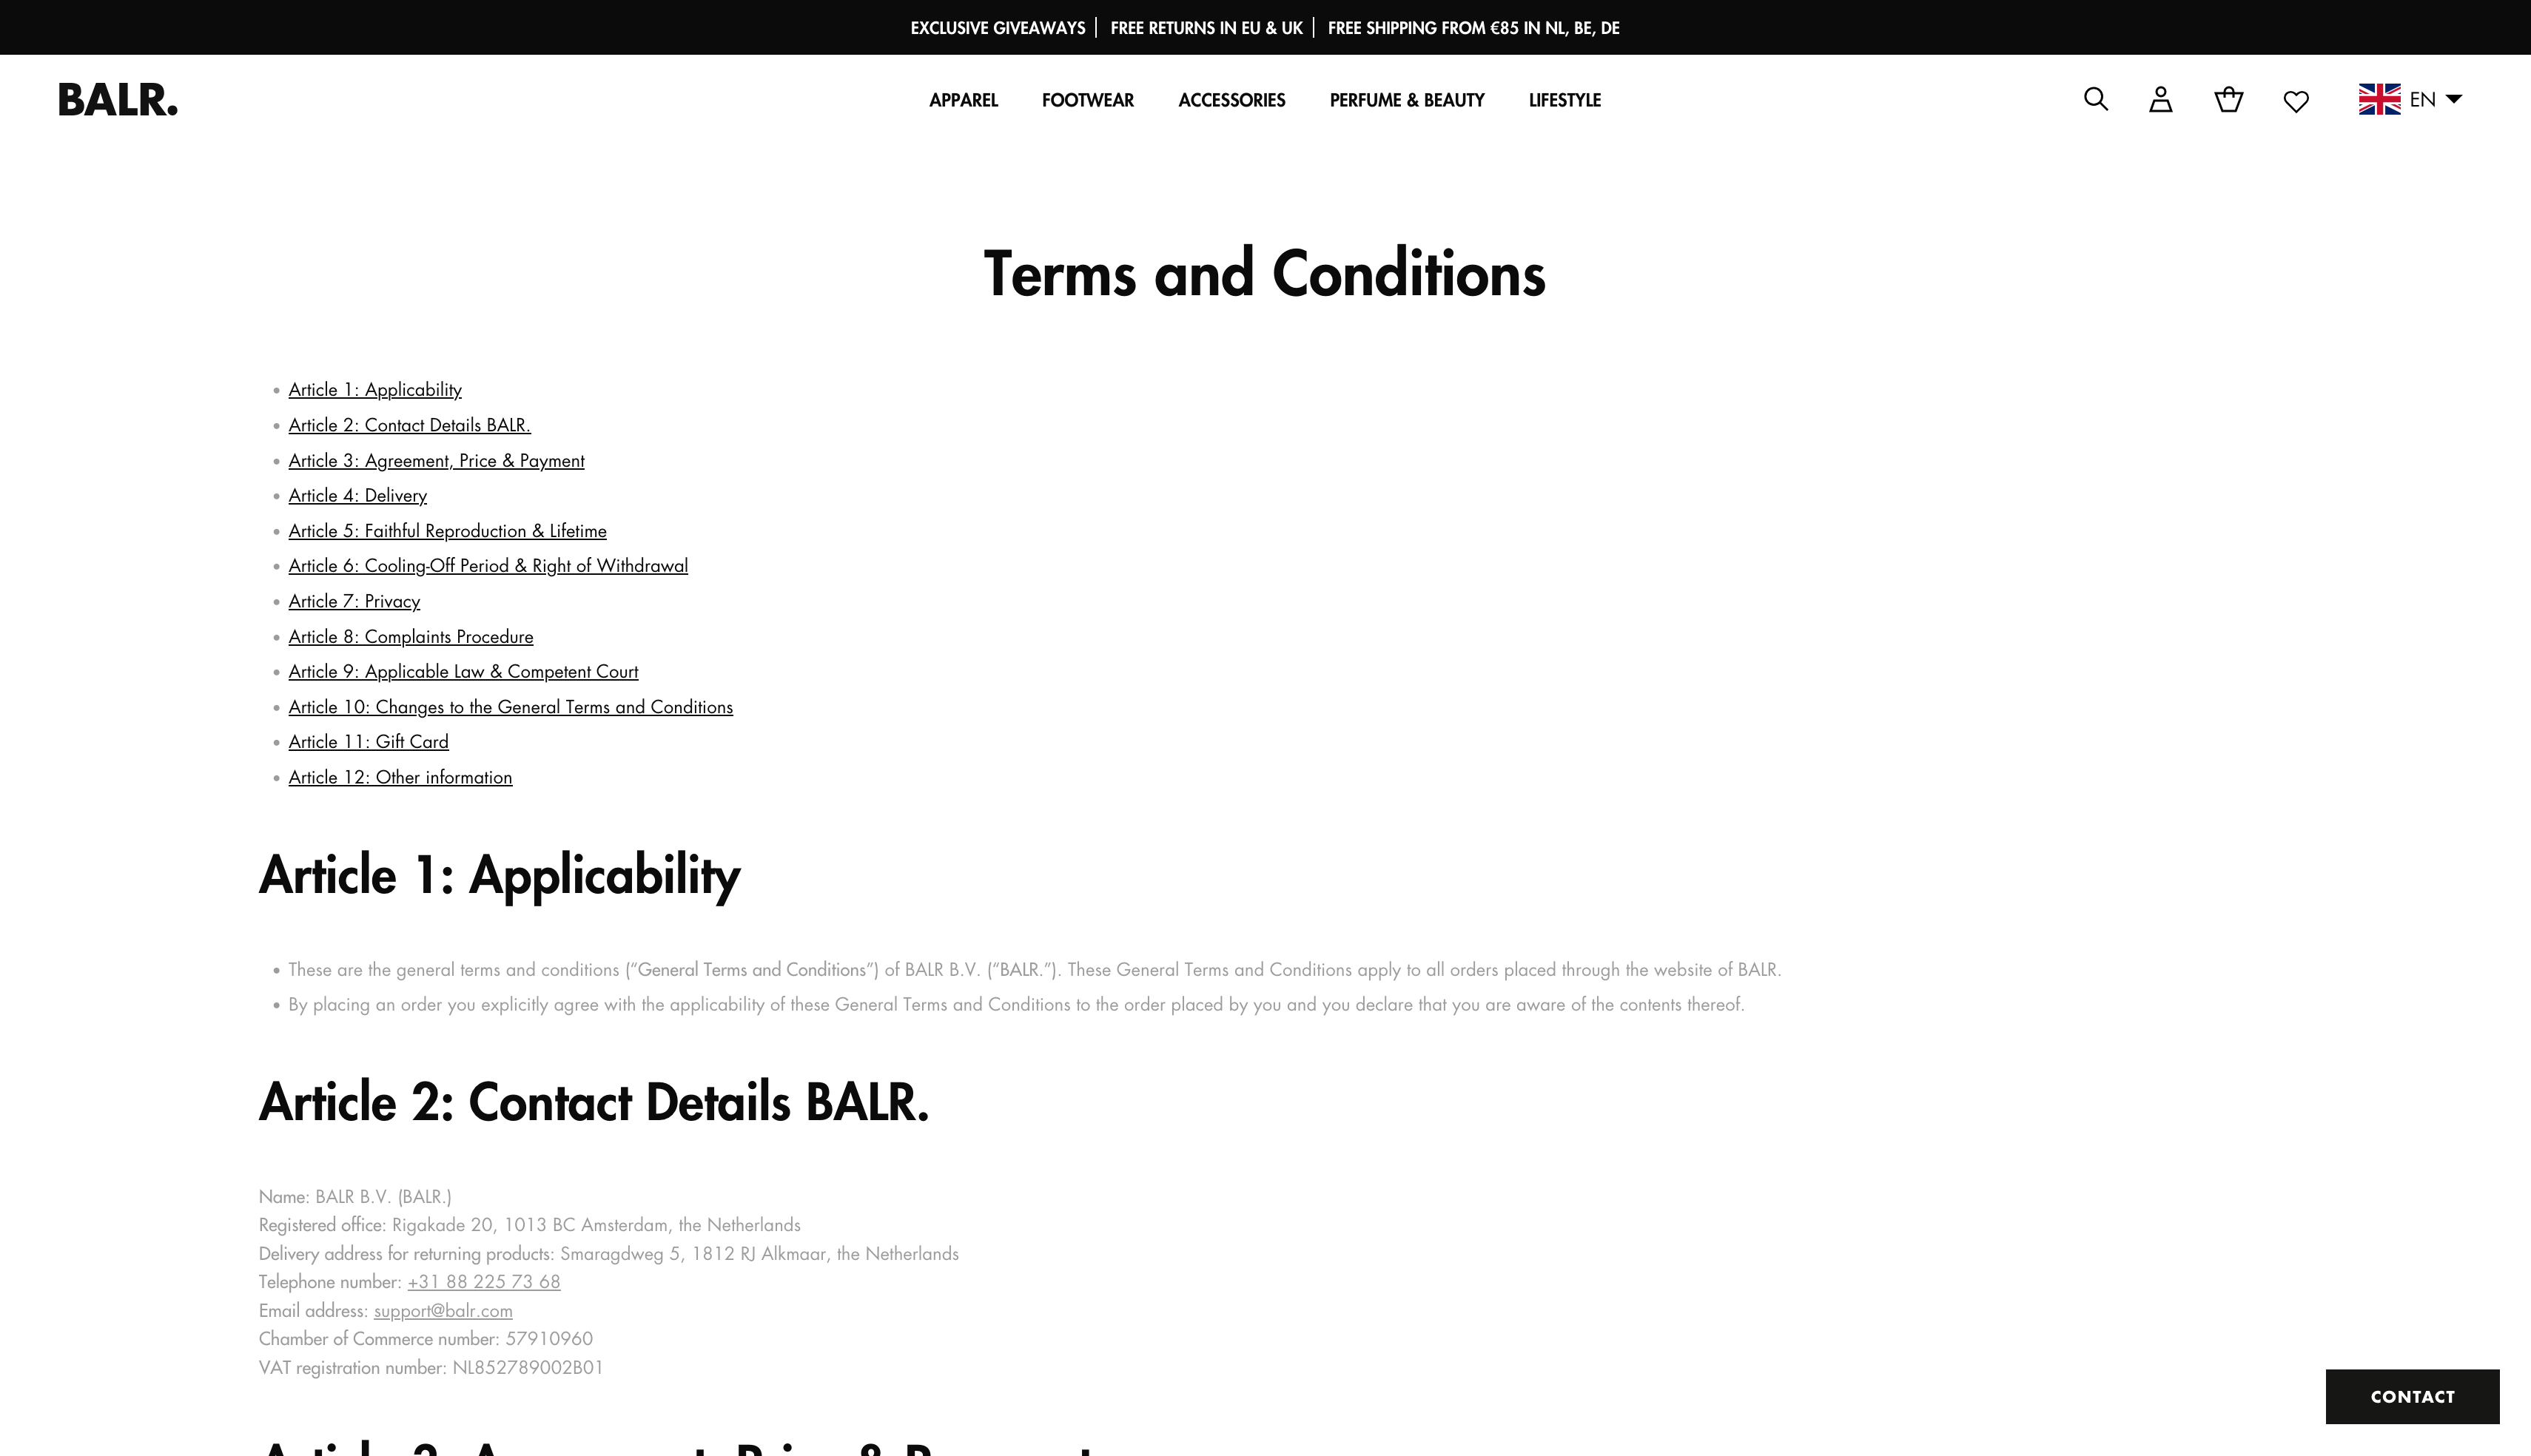 EXCLUSIVE GIVEAWAYS | FREE RETURNS IN EU & UK | FREE SHIPPING FROM €85 IN NL, BE, DE
BALR. APPAREL FOOTWEAR ACCESSORIES PERFUME & BEAUTY LIFESTYLE EN
Terms and Conditions
• Article 1: Applicability
• Article 2: Contact Details BALR.
• Article 3: Agreement, Price & Payment
• Article 4: Delivery
• Article 5: Faithful Reproduction & Lifetime
• Article 6: Cooling-Off Period & Right of Withdrawal
• Article 7: Privacy
• Article 8: Complaints Procedure
• Article 9: Applicable Law & Competent Court
• Article 10: Changes to the General Terms and Conditions
• Article 11: Gift Card
• Article 12: Other information
Article 1: Applicability
• These are the general terms and conditions (“General Terms and Conditions”) of BALR B.V. (“BALR.”). These General Terms and Conditions apply to all orders placed through the website of BALR.
• By placing an order you explicitly agree with the applicability of these General Terms and Conditions to the order placed by you and you declare that you are aware of the contents thereof.
Article 2: Contact Details BALR.
Name: BALR B.V. (BALR.)
Registered office: Rigakade 20, 1013 BC Amsterdam, the Netherlands
Delivery address for returning products: Smaragdweg 5, 1812 RJ Alkmaar, the Netherlands
Telephone number: +31 88 225 73 68
Email address: support@balr.com
Chamber of Commerce number: 57910960
VAT registration number: NL852789002B01
CONTACT
Article 3: Agreement, Price & Payment